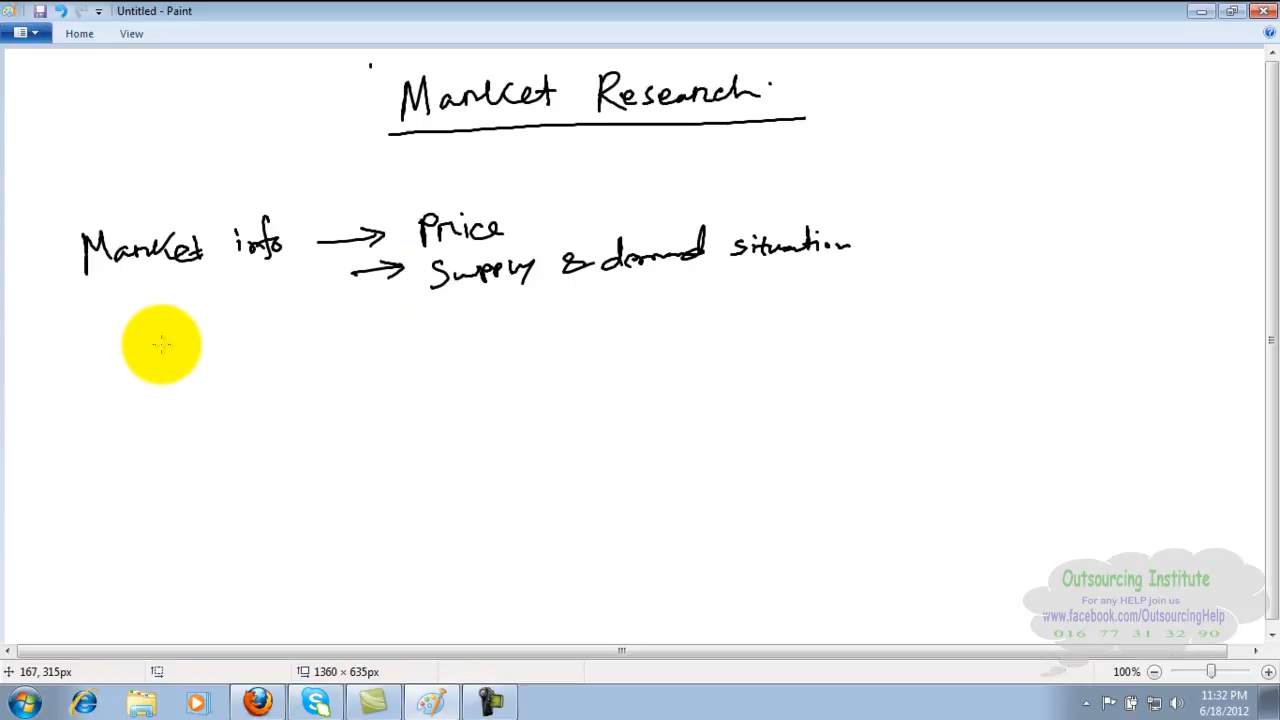 Untitled - Paint
Home View
Market Research.
Market info → Price
→ Supply & demand situation
Outsourcing Institute
For any HELP join us
www.facebook.com/OutsourcingHelp
016 77 31 32 90
167, 315px
1360 × 635px
100%
11:32 PM
6/18/2012